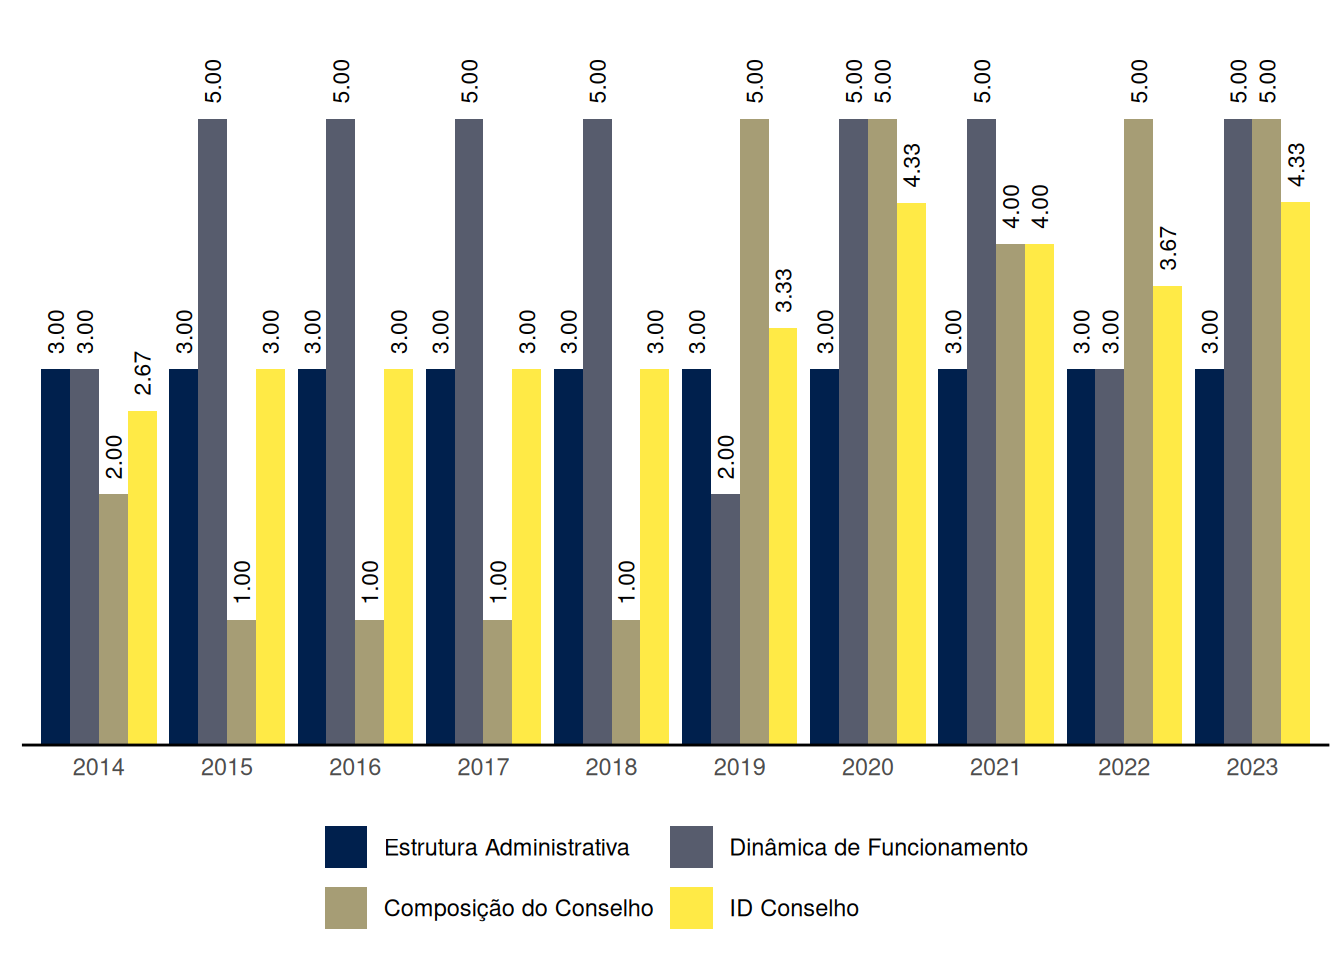 3.00 3.00 2.00 2.67 3.00 5.00 1.00 3.00 3.00 5.00 1.00 3.00 3.00 5.00 1.00 3.00 3.00 5.00 1.00 3.00 3.00 2.00 5.00 3.33 3.00 5.00 5.00 4.33 3.00 5.00 4.00 4.00 3.00 3.00 5.00 3.67 3.00 5.00 5.00 4.33
2014 2015 2016 2017 2018 2019 2020 2021 2022 2023
Estrutura Administrativa Dinâmica de Funcionamento
Composição do Conselho ID Conselho